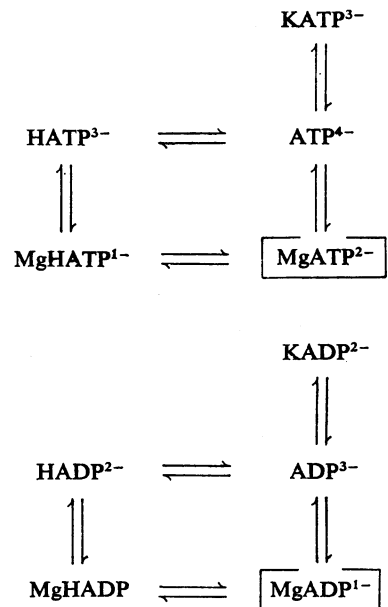 KATP³⁻
HATP³⁻ ATP⁴⁻
MgHATP¹⁻ MgATP²⁻
KADP²⁻
HADP²⁻ ADP³⁻
MgHADP MgADP¹⁻